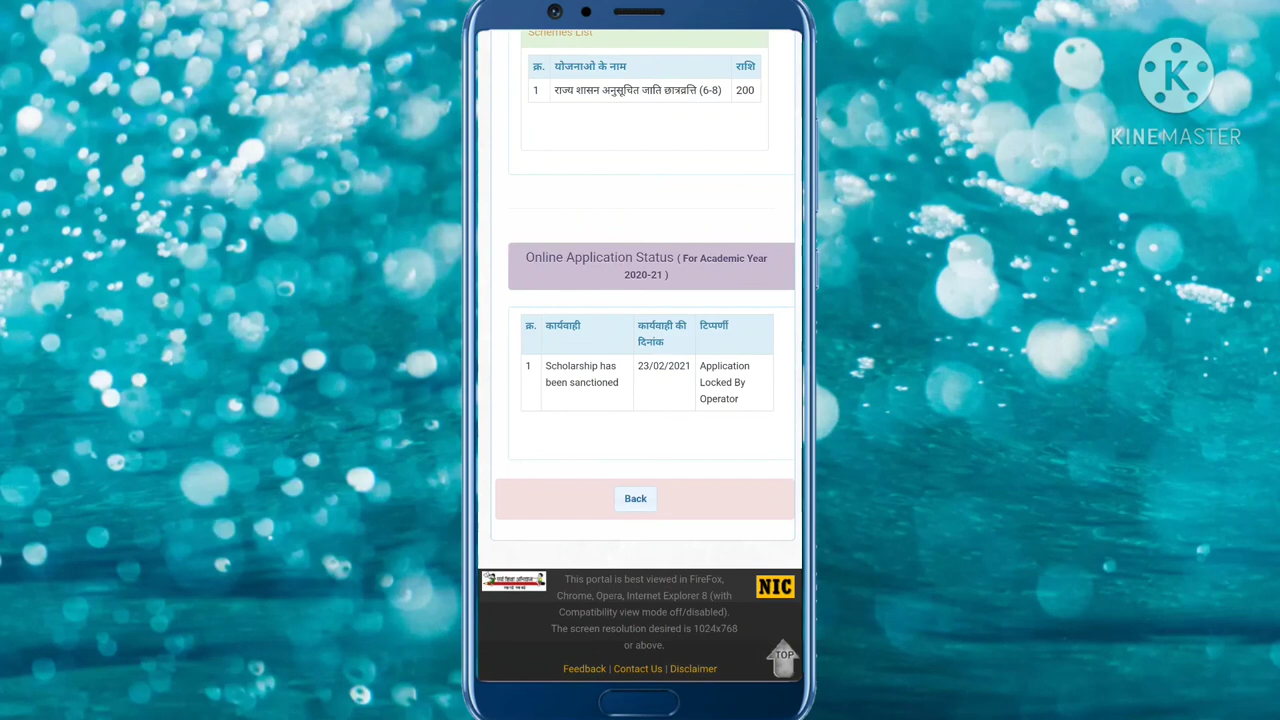 Schemes List
क्र. योजनाओ के नाम राशि
1 राज्य शासन अनुसूचित जाति छात्रव्रत्ति (6-8) 200
KINEMASTER
Online Application Status ( For Academic Year
2020-21 )
क्र. कार्यवाही कार्यवाही की टिप्पणी
दिनांक
1 Scholarship has 23/02/2021 Application
been sanctioned Locked By
Operator
Back
This portal is best viewed in FireFox,
Chrome, Opera, Internet Explorer 8 (with
Compatibility view mode off/disabled).
The screen resolution desired is 1024x768
or above.
NIC
TOP
Feedback | Contact Us | Disclaimer